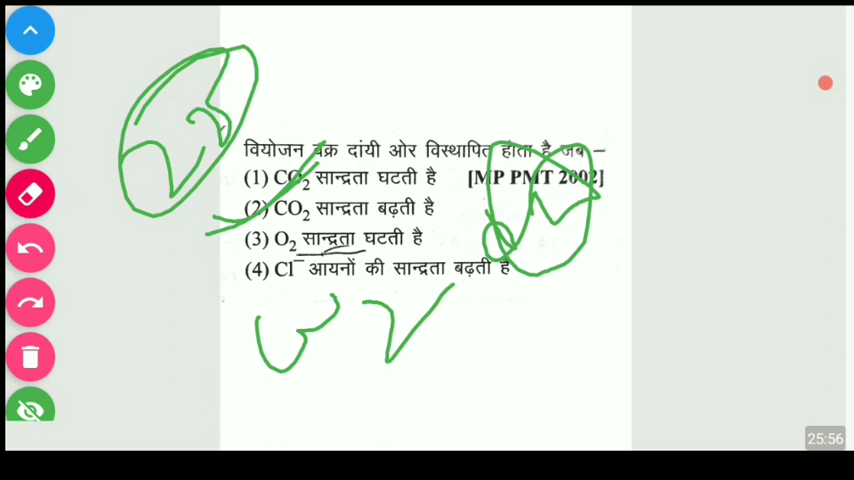 वियोजन वक्र दांयी ओर विस्थापित होता है जब –
(1) CO₂ सान्द्रता घटती है [MP PMT 2002]
(2) CO₂ सान्द्रता बढ़ती है
(3) O₂ सान्द्रता घटती है
(4) Cl⁻ आयनों की सान्द्रता बढ़ती है
25:56